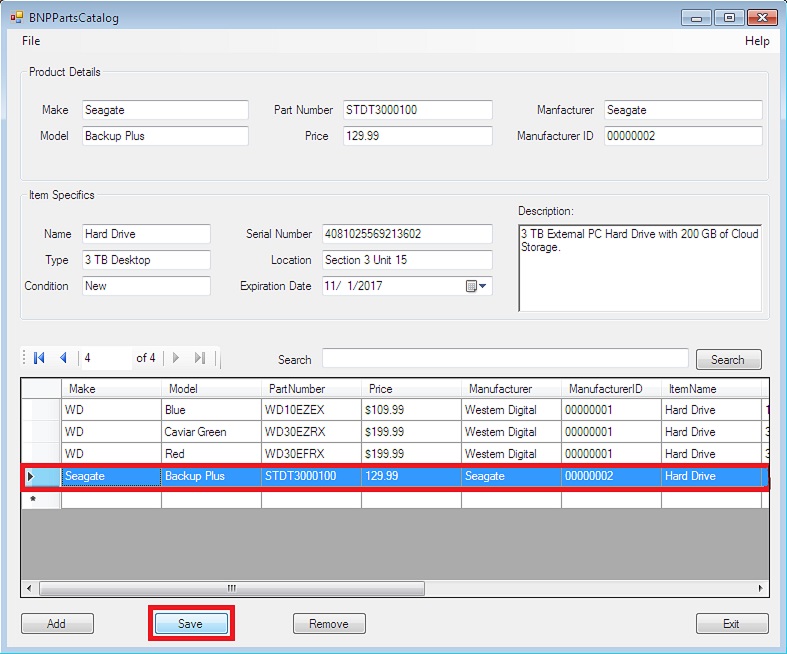 BNPPartsCatalog
File Help
Product Details
Make Seagate Part Number STDT3000100 Manfacturer Seagate
Model Backup Plus Price 129.99 Manufacturer ID 00000002
Item Specifics
Description:
Name Hard Drive Serial Number 4081025569213602 3 TB External PC Hard Drive with 200 GB of Cloud
Storage.
Type 3 TB Desktop Location Section 3 Unit 15
Condition New Expiration Date 11/ 1/2017
4 of 4 Search Search
Make Model PartNumber Price Manufacturer ManufacturerID ItemName
WD Blue WD10EZEX $109.99 Western Digital 00000001 Hard Drive
WD Caviar Green WD30EZRX $199.99 Western Digital 00000001 Hard Drive
WD Red WD30EFRX $199.99 Western Digital 00000001 Hard Drive
Seagate Backup Plus STDT3000100 129.99 Seagate 00000002 Hard Drive
*
Add Save Remove Exit